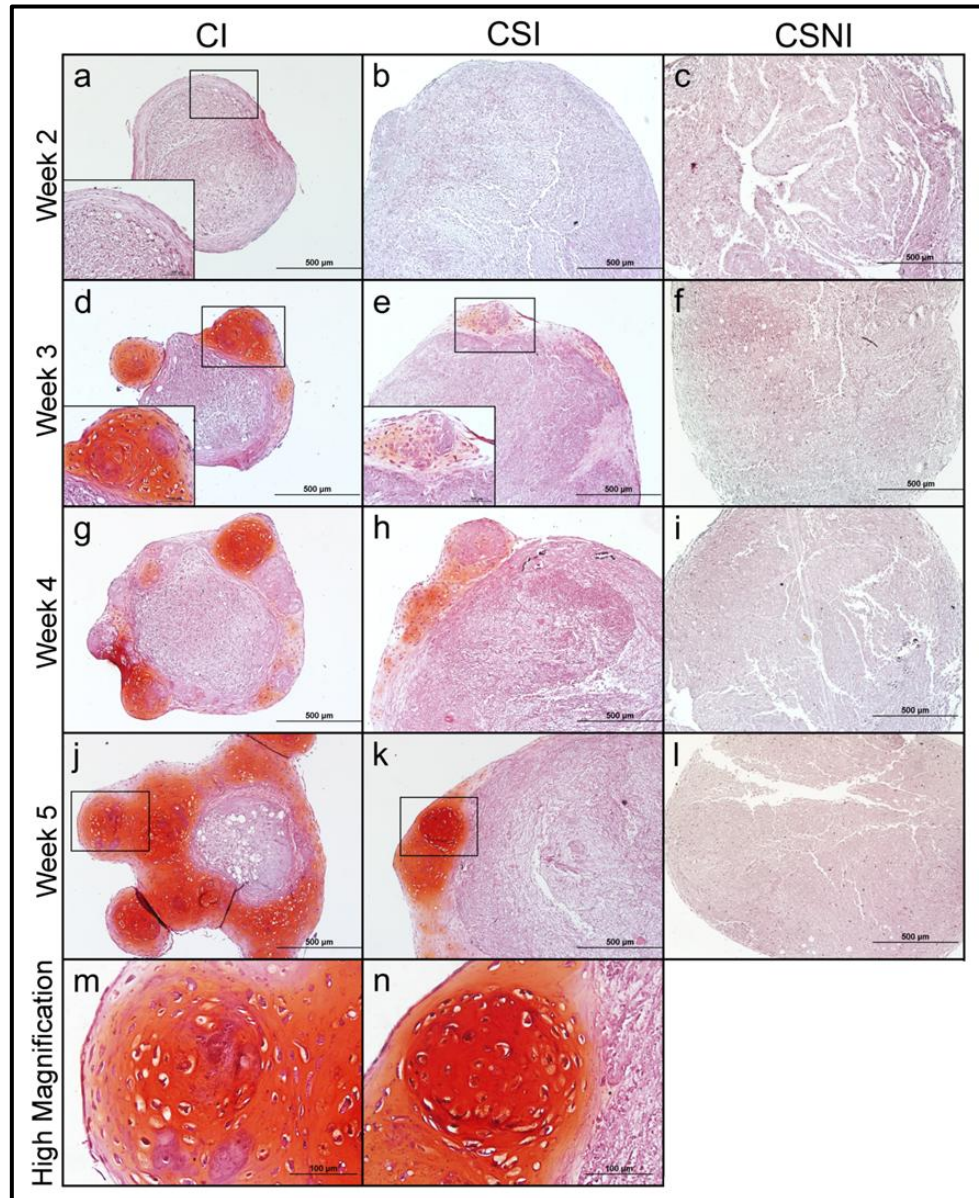 CI CSI CSNI
Week 2
a b c
500 µm 500 µm 500 µm
Week 3
d e f
500 µm 500 µm 500 µm
Week 4
g h i
500 µm 500 µm 500 µm
Week 5
j k l
500 µm 500 µm 500 µm
High Magnification
m n
100 µm 100 µm